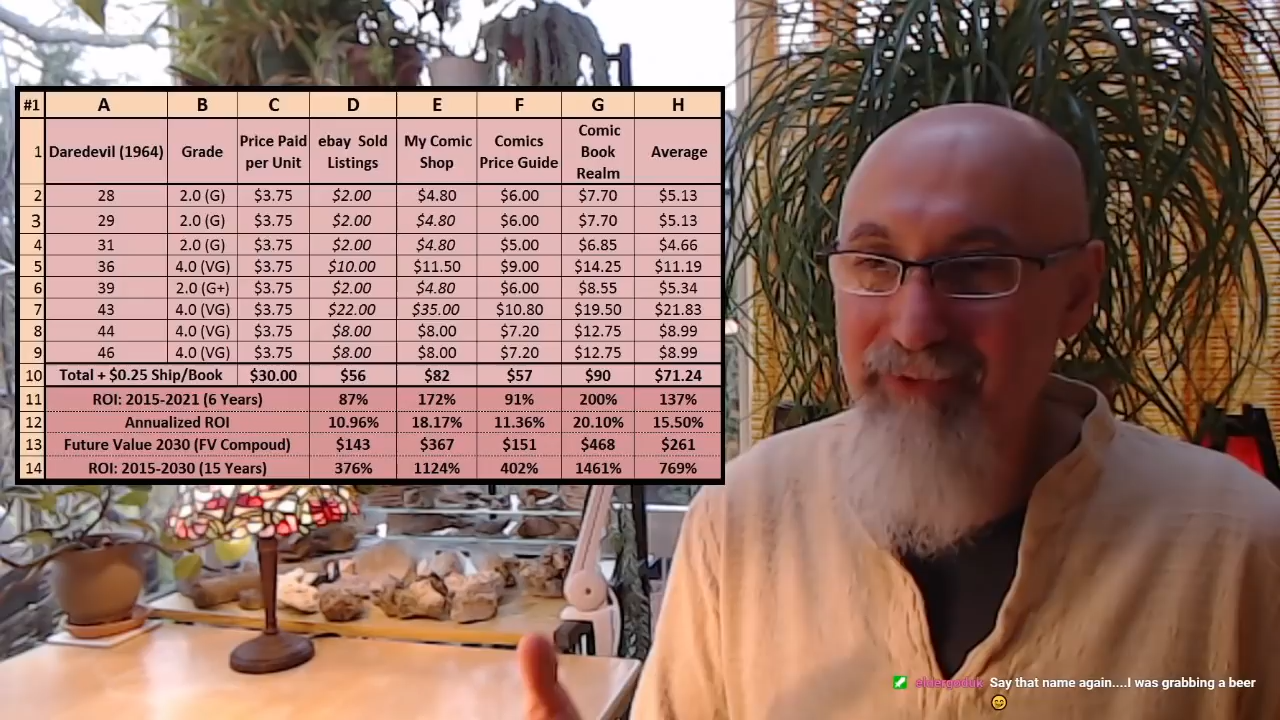 #1 A B C D E F G H
1 Daredevil (1964) Grade Price Paid per Unit ebay Sold Listings My Comic Shop Comics Price Guide Comic Book Realm Average
2 28 2.0 (G) $3.75 $2.00 $4.80 $6.00 $7.70 $5.13
3 29 2.0 (G) $3.75 $2.00 $4.80 $6.00 $7.70 $5.13
4 31 2.0 (G) $3.75 $2.00 $4.80 $5.00 $6.85 $4.66
5 36 4.0 (VG) $3.75 $10.00 $11.50 $9.00 $14.25 $11.19
6 39 2.0 (G+) $3.75 $2.00 $4.80 $6.00 $8.55 $5.34
7 43 4.0 (VG) $3.75 $22.00 $35.00 $10.80 $19.50 $21.83
8 44 4.0 (VG) $3.75 $8.00 $8.00 $7.20 $12.75 $8.99
9 46 4.0 (VG) $3.75 $8.00 $8.00 $7.20 $12.75 $8.99
10 Total + $0.25 Ship/Book $30.00 $56 $82 $57 $90 $71.24
11 ROI: 2015-2021 (6 Years) 87% 172% 91% 200% 137%
12 Annualized ROI 10.96% 18.17% 11.36% 20.10% 15.50%
13 Future Value 2030 (FV Compoud) $143 $367 $151 $468 $261
14 ROI: 2015-2030 (15 Years) 376% 1124% 402% 1461% 769%
eldergoduk Say that name again....I was grabbing a beer